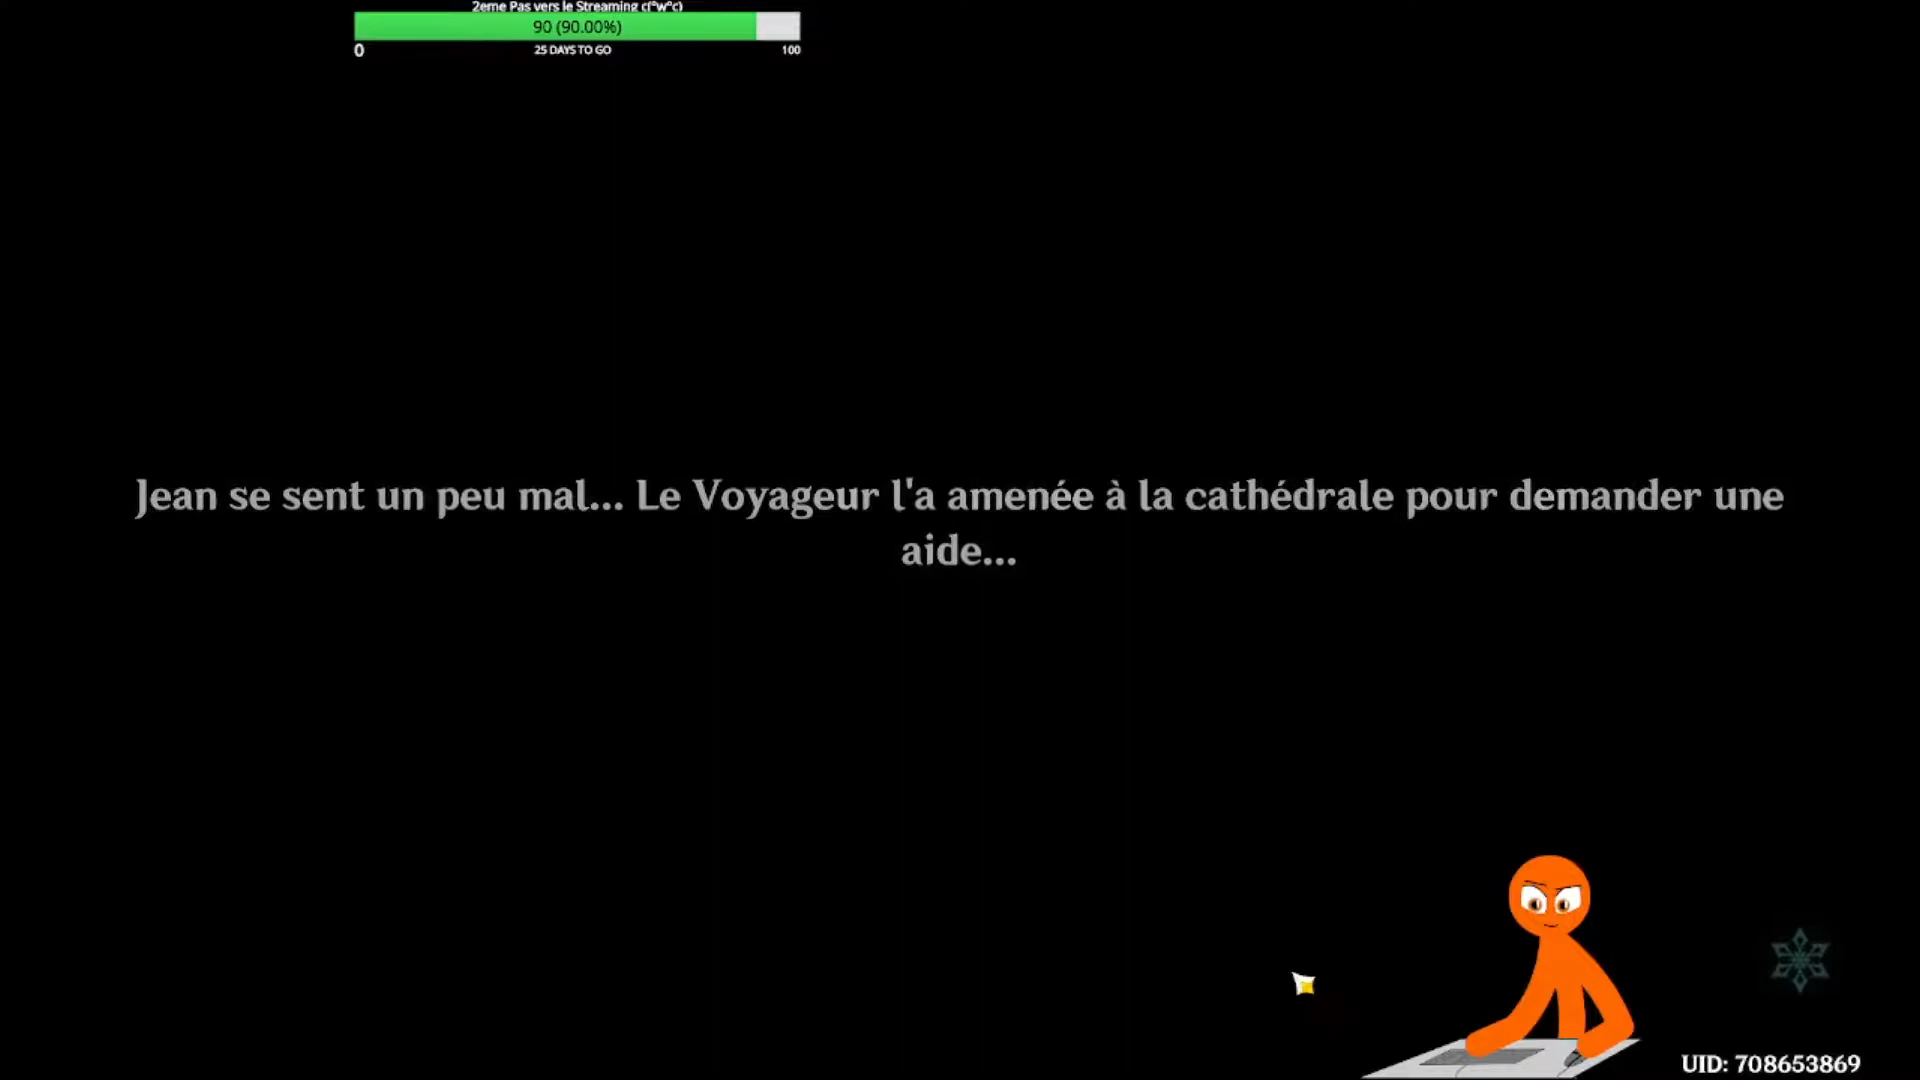 2eme Pas vers le Streaming c(°w°c)
90 (90.00%)
0
25 DAYS TO GO
100
Jean se sent un peu mal... Le Voyageur l'a amenée à la cathédrale pour demander une
aide...
UID: 708653869